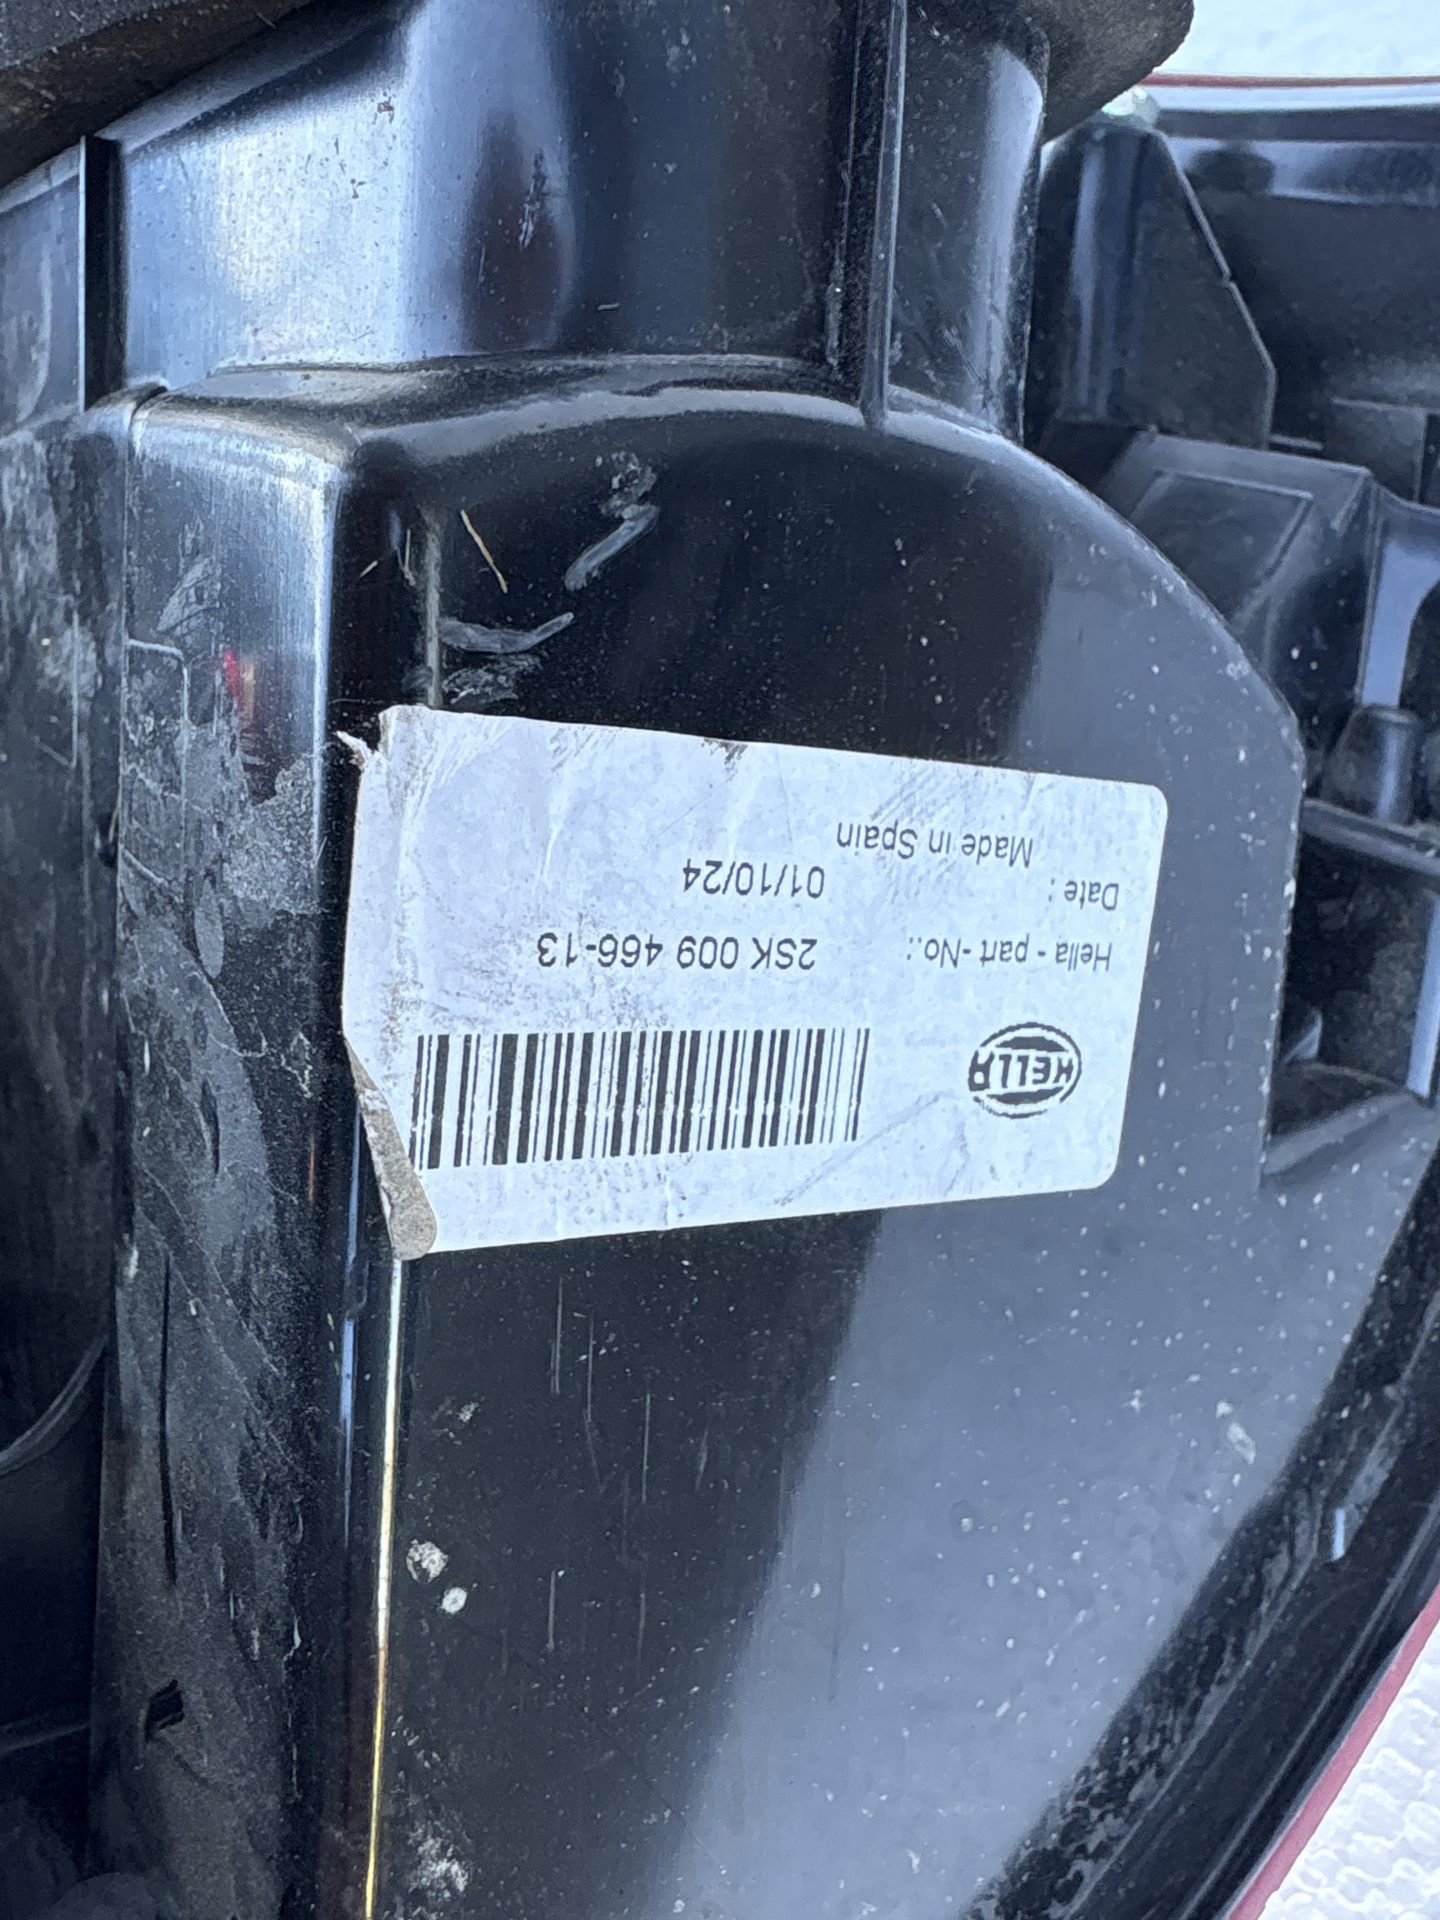 HELLA
Hella - part -No.: 2SK 009 466-13
Date : 01/10/24
Made in Spain